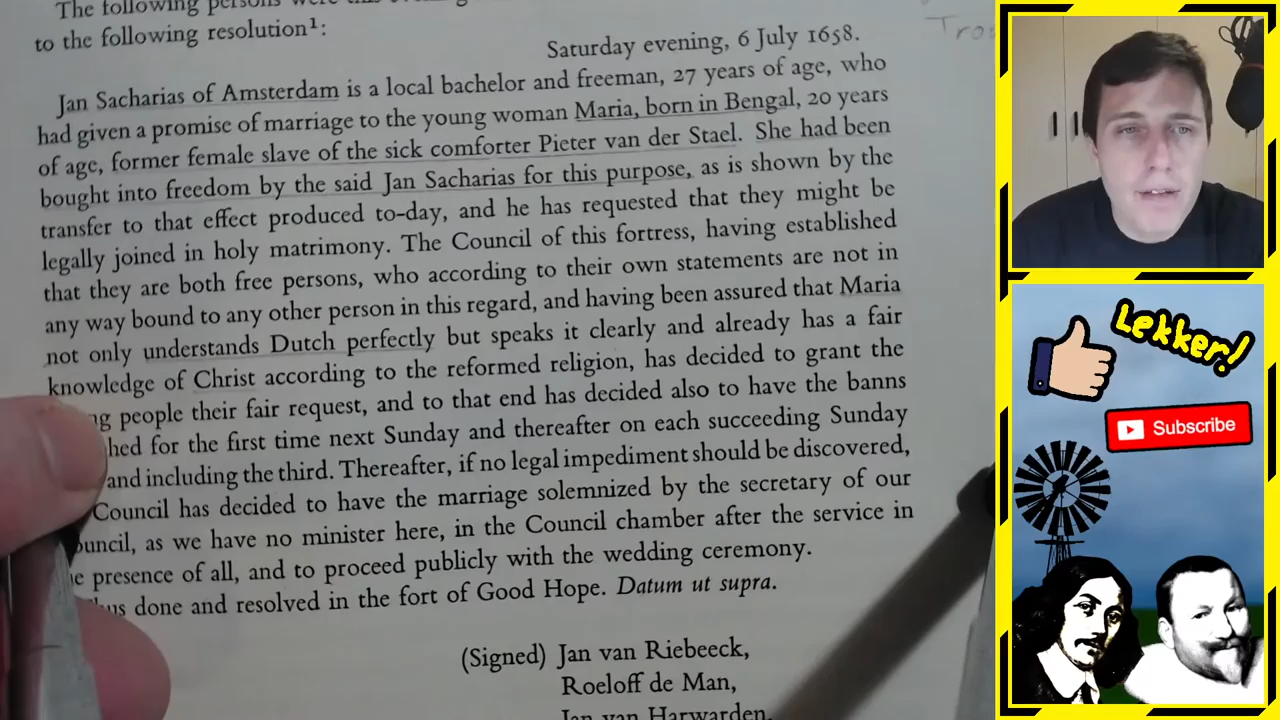 The following persons were this evening
to the following resolution¹:
Saturday evening, 6 July 1658.
Jan Sacharias of Amsterdam is a local bachelor and freeman, 27 years of age, who
had given a promise of marriage to the young woman Maria, born in Bengal, 20 years
of age, former female slave of the sick comforter Pieter van der Stael. She had been
bought into freedom by the said Jan Sacharias for this purpose, as is shown by the
transfer to that effect produced to-day, and he has requested that they might be
legally joined in holy matrimony. The Council of this fortress, having established
that they are both free persons, who according to their own statements are not in
any way bound to any other person in this regard, and having been assured that Maria
not only understands Dutch perfectly but speaks it clearly and already has a fair
knowledge of Christ according to the reformed religion, has decided to grant the
people their fair request, and to that end has decided also to have the banns
for the first time next Sunday and thereafter on each succeeding Sunday
and including the third. Thereafter, if no legal impediment should be discovered,
Council has decided to have the marriage solemnized by the secretary of our
as we have no minister here, in the Council chamber after the service in
presence of all, and to proceed publicly with the wedding ceremony.
done and resolved in the fort of Good Hope. Datum ut supra.
(Signed) Jan van Riebeeck,
Roeloff de Man,
Jan van Harwarden,
Lekker!
Subscribe